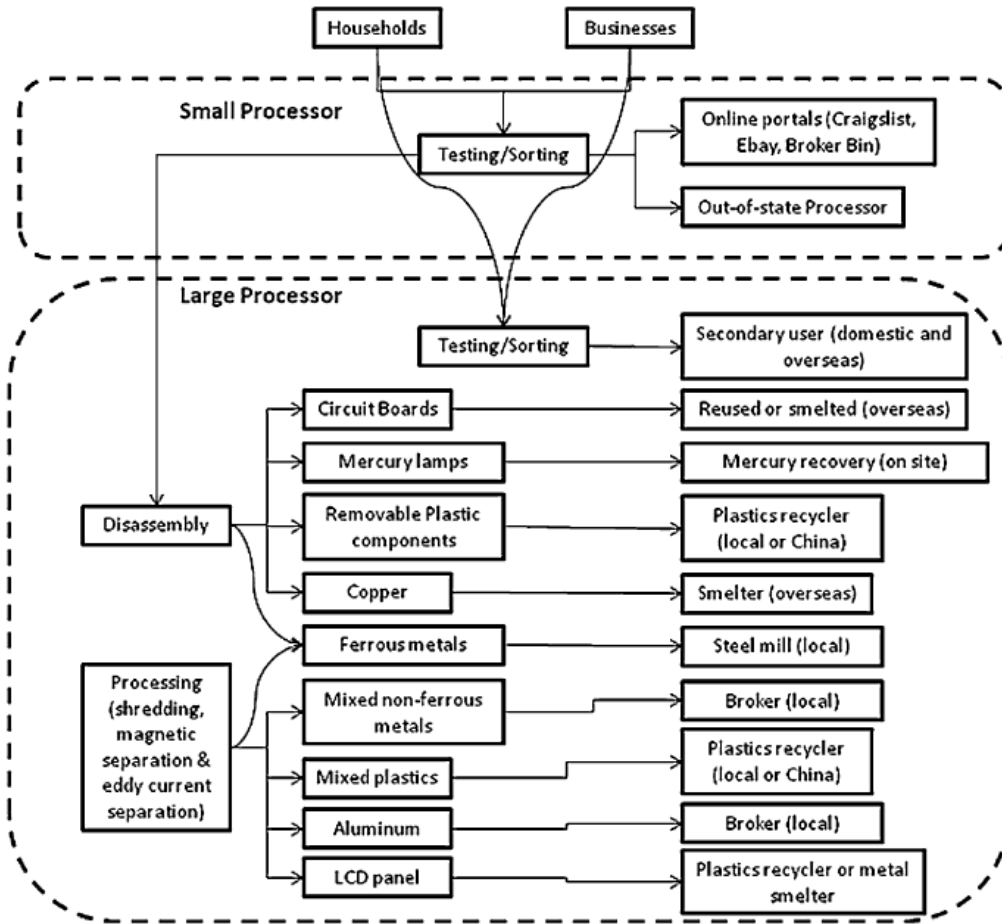 Households
Businesses
Small Processor
Testing/Sorting
Online portals (Craigslist,
Ebay, Broker Bin)
Out-of-state Processor
Large Processor
Testing/Sorting
Secondary user (domestic and
overseas)
Circuit Boards
Reused or smelted (overseas)
Mercury lamps
Mercury recovery (on site)
Disassembly
Removable Plastic
components
Plastics recycler
(local or China)
Copper
Smelter (overseas)
Ferrous metals
Steel mill (local)
Processing
(shredding,
magnetic
separation &
eddy current
separation)
Mixed non-ferrous
metals
Broker (local)
Mixed plastics
Plastics recycler
(local or China)
Aluminum
Broker (local)
LCD panel
Plastics recycler or metal
smelter